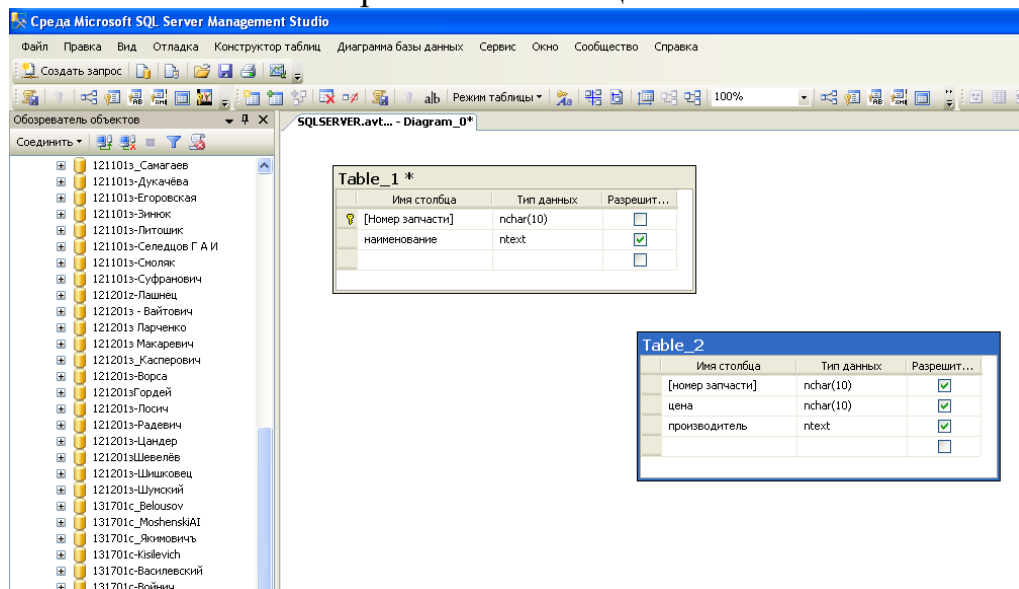 Среда Microsoft SQL Server Management Studio
Файл Правка Вид Отладка Конструктор таблиц Диаграмма базы данных Сервис Окно Сообщество Справка
Создать запрос
ab Режим таблицы 100%
Обозреватель объектов
SQLSERVER.avt... - Diagram_0*
Соединить
121101з_Самагаев
121101з-Дукачёва
121101з-Егоровская
121101з-Зинюк
121101з-Литошик
121101з-Селедцов Г А И
121101з-Смоляк
121101з-Суфранович
121201z-Лашнец
121201з - Вайтович
121201з Ларченко
121201з Макаревич
121201з_Касперович
121201з-Ворса
121201зГордей
121201з-Лосич
121201з-Радевич
121201з-Цандер
121201зШевелёв
121201з-Шишковец
121201з-Шумский
131701c_Belousov
131701c_MoshenskiAI
131701с_Якимовичъ
131701c-Kisilevich
131701с-Василевский
131701с-Войнич
Table_1 *
Имя столбца Тип данных Разрешит...
[Номер запчасти] nchar(10)
наименование ntext
Table_2
Имя столбца Тип данных Разрешит...
[номер запчасти] nchar(10)
цена nchar(10)
производитель ntext